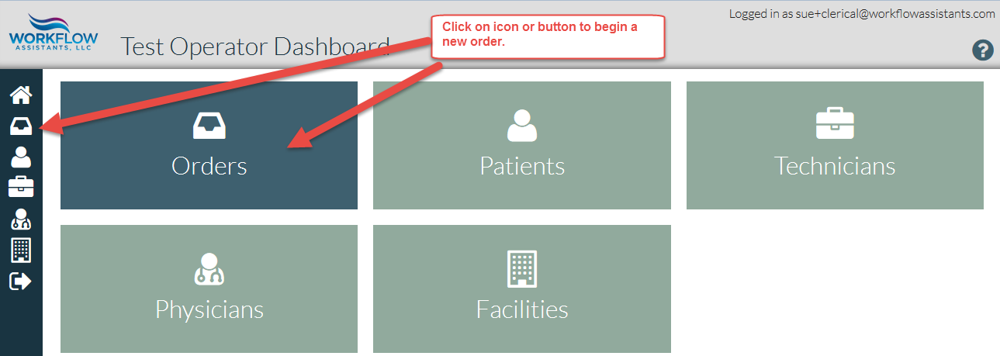 Logged in as sue+clerical@workflowassistants.com
WORKFLOW
ASSISTANTS, LLC
Test Operator Dashboard
Click on icon or button to begin a
new order.
?
Orders
Patients
Technicians
Physicians
Facilities